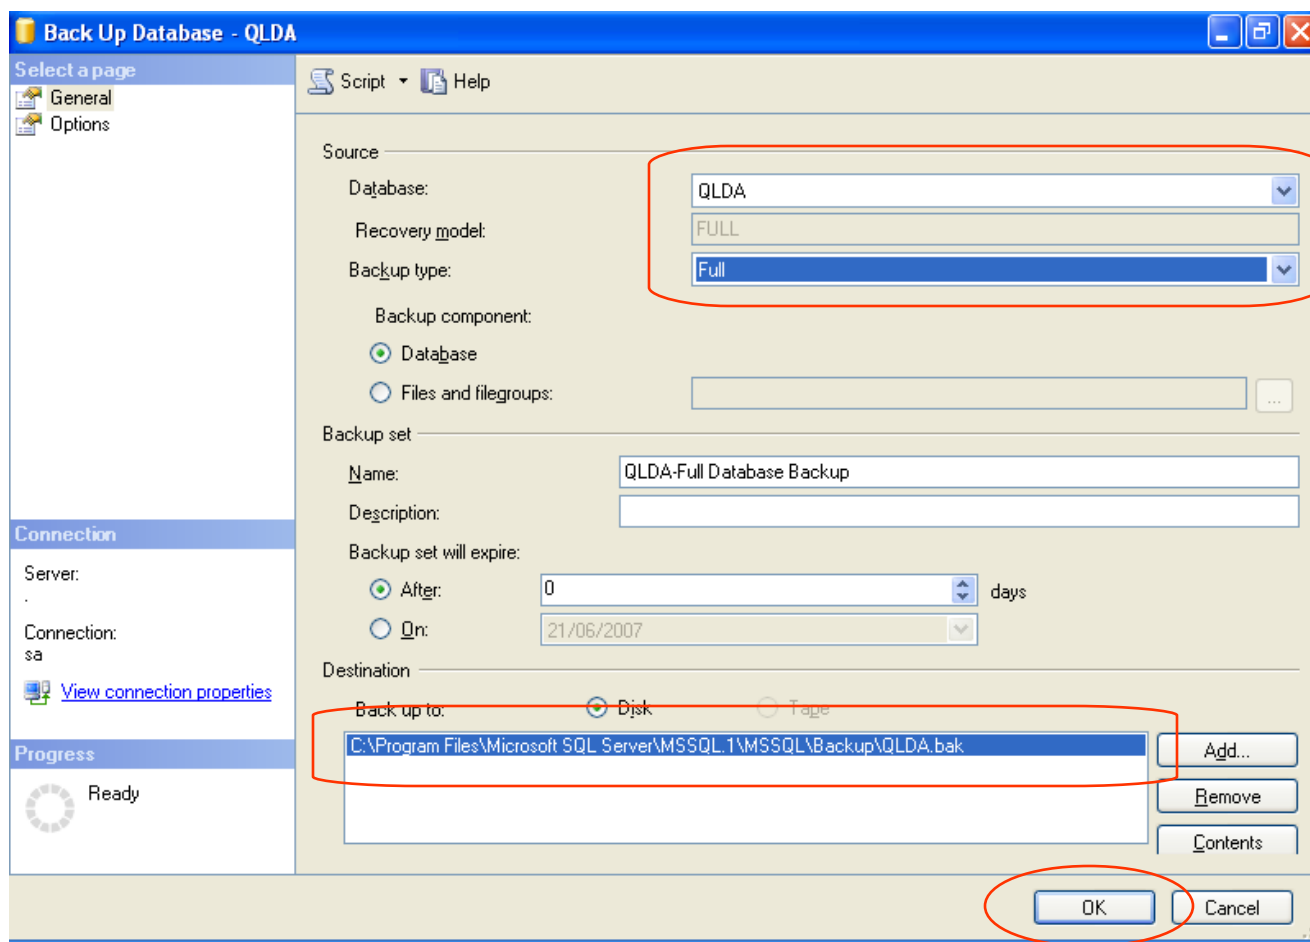 Back Up Database - QLDA
Select a page
General
Options
Script Help
Source
Database: QLDA
Recovery model: FULL
Backup type: Full
Backup component:
Database
Files and filegroups: ...
Backup set
Name: QLDA-Full Database Backup
Description:
Backup set will expire:
After: 0 days
On: 21/06/2007
Destination
Back up to: Disk Tape
C:\Program Files\Microsoft SQL Server\MSSQL.1\MSSQL\Backup\QLDA.bak
Add...
Remove
Contents
Connection
Server:
.
Connection:
sa
View connection properties
Progress
Ready
OK Cancel